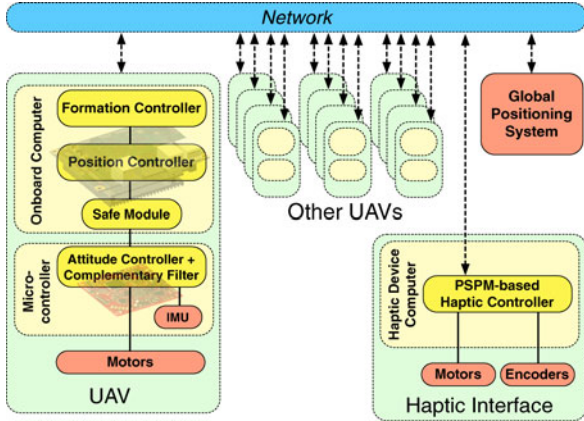 Network
Formation Controller
Position Controller
Safe Module
Onboard Computer
Attitude Controller +
Complementary Filter
IMU
Micro-
controller
Motors
UAV
Other UAVs
Global
Positioning
System
Haptic Device
Computer
PSPM-based
Haptic Controller
Motors
Encoders
Haptic Interface